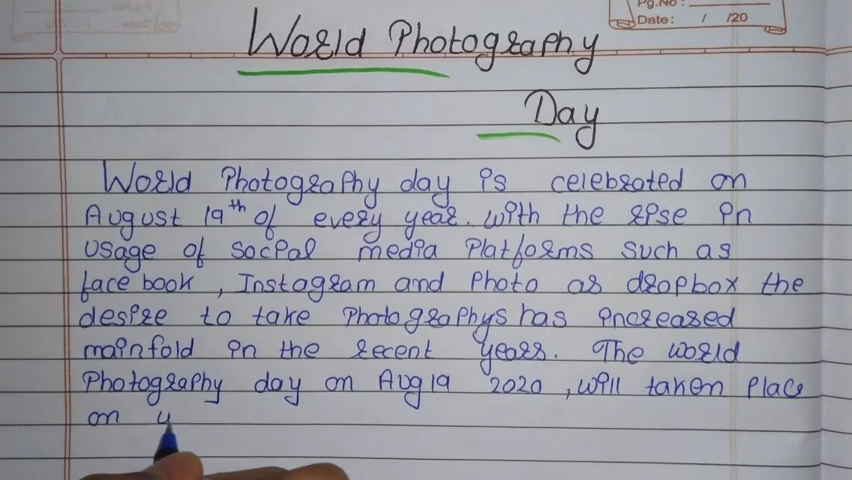 Pg.No :
Date: / /20
World Photography
Day
World Photography day is celebrated on
August 19th of every year. with the rise in
usage of social media Platforms such as
face book , Instagram and Photo as dropbox the
desire to take Photographys has increased
mainfold in the recent years. The world
Photography day on Aug 19 2020 , will taken Place
on y